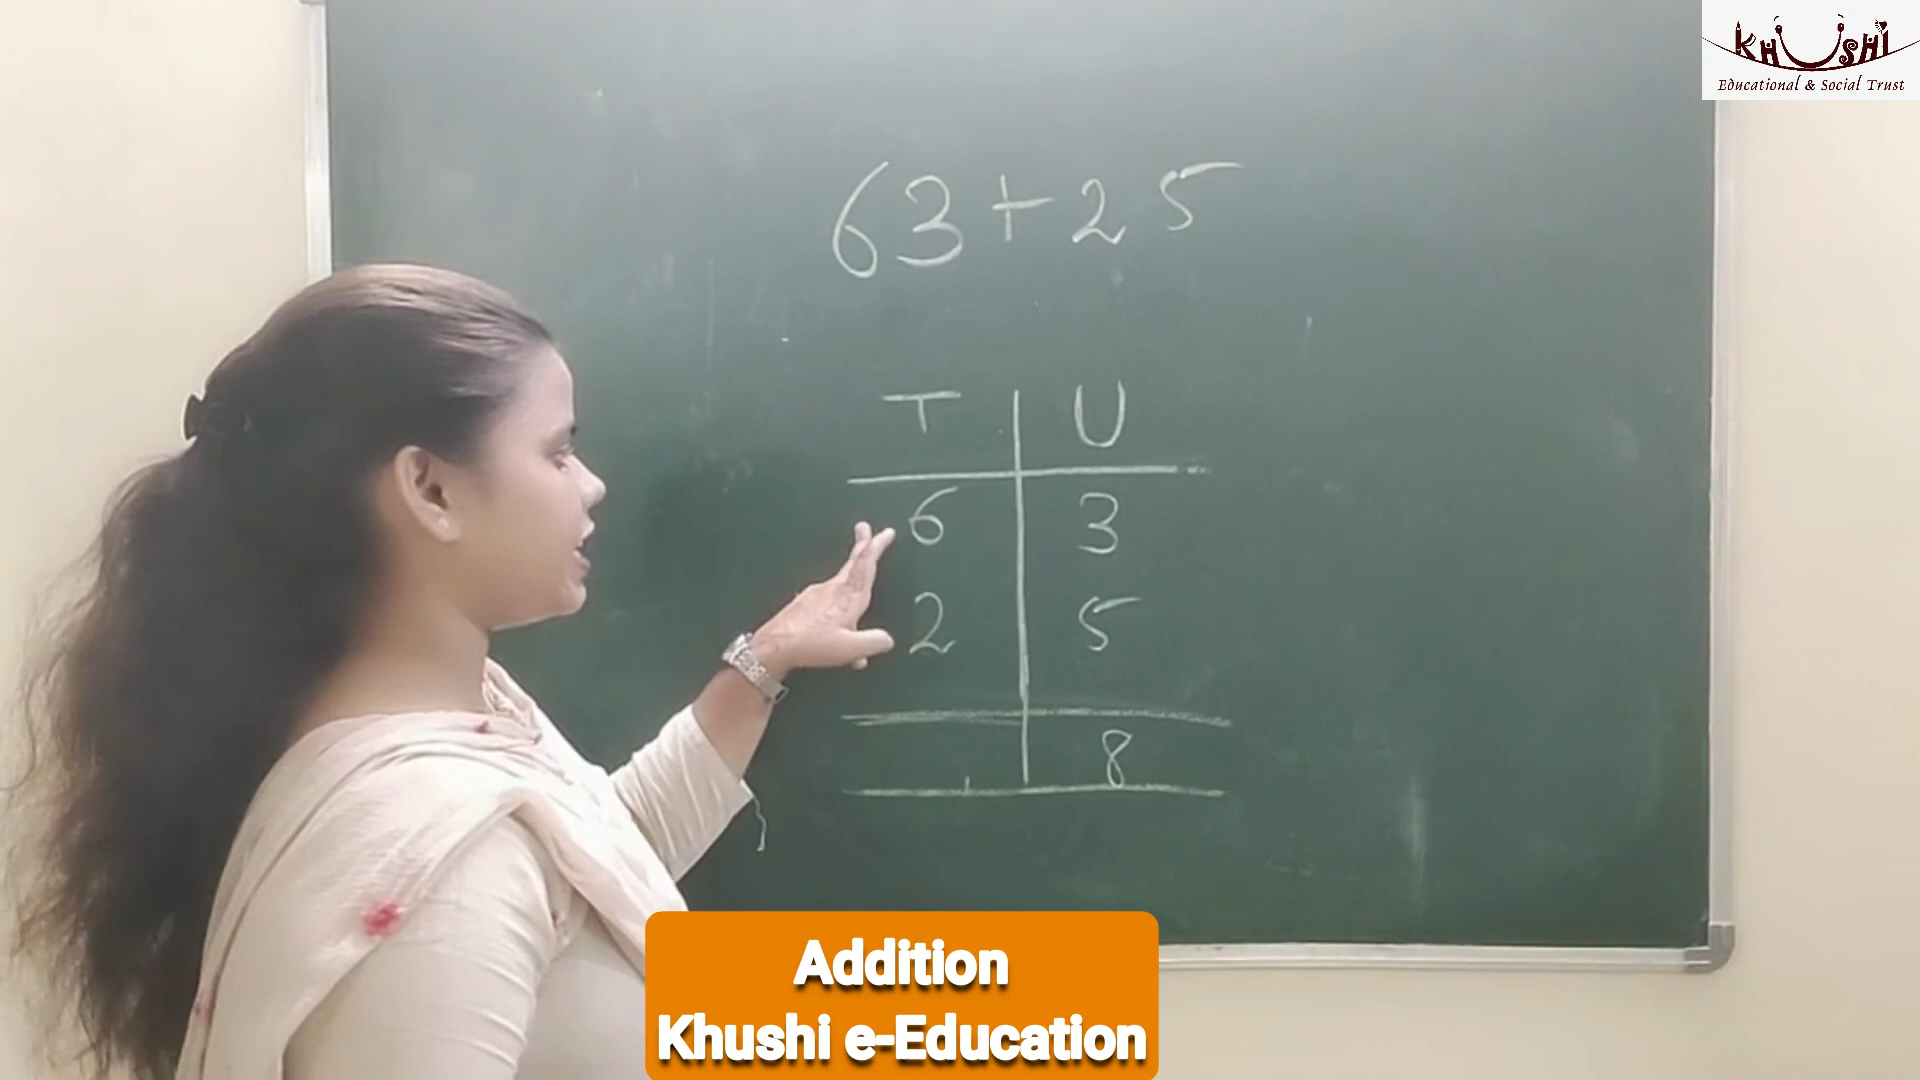 KHUSHI
Educational & Social Trust
63+25
T U
6 3
2 5
8
Addition
Khushi e-Education